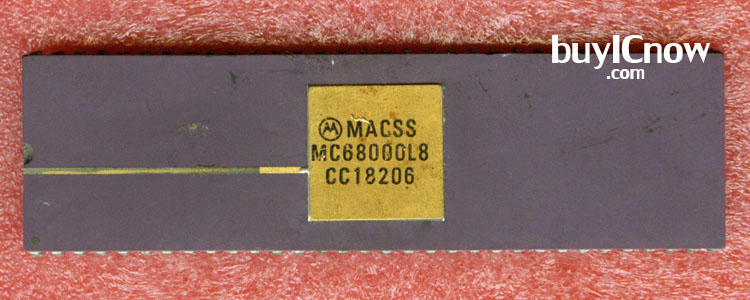 buyICnow
.com
MACSS
MC68000L8
CC18206